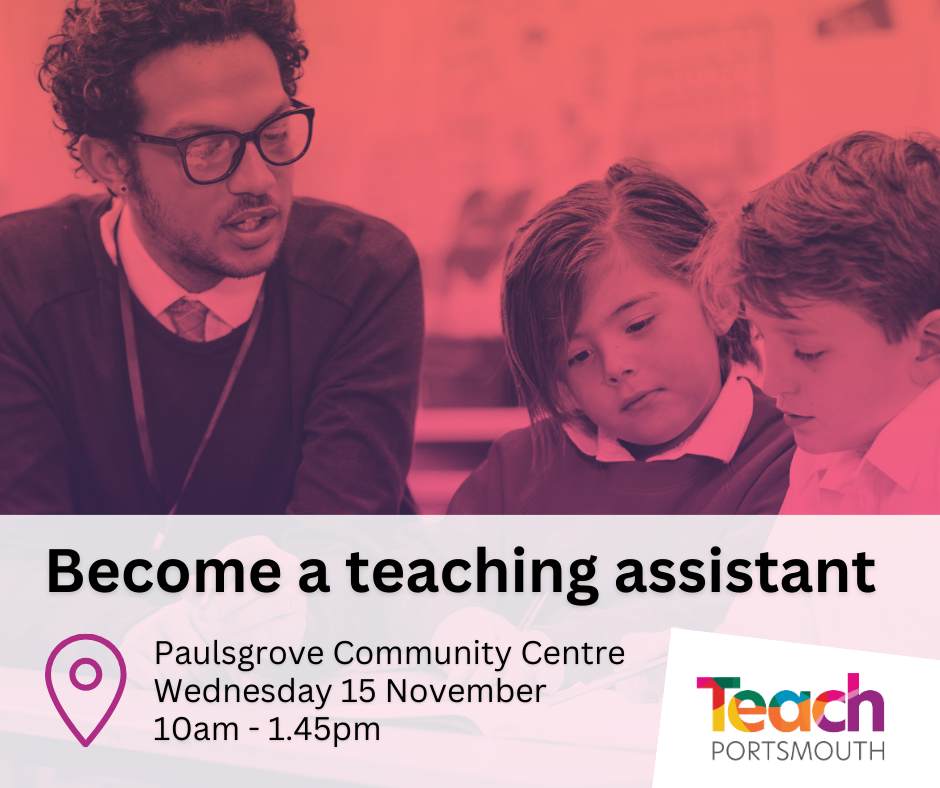 Become a teaching assistant
Paulsgrove Community Centre
Wednesday 15 November
10am - 1.45pm
Teach
PORTSMOUTH